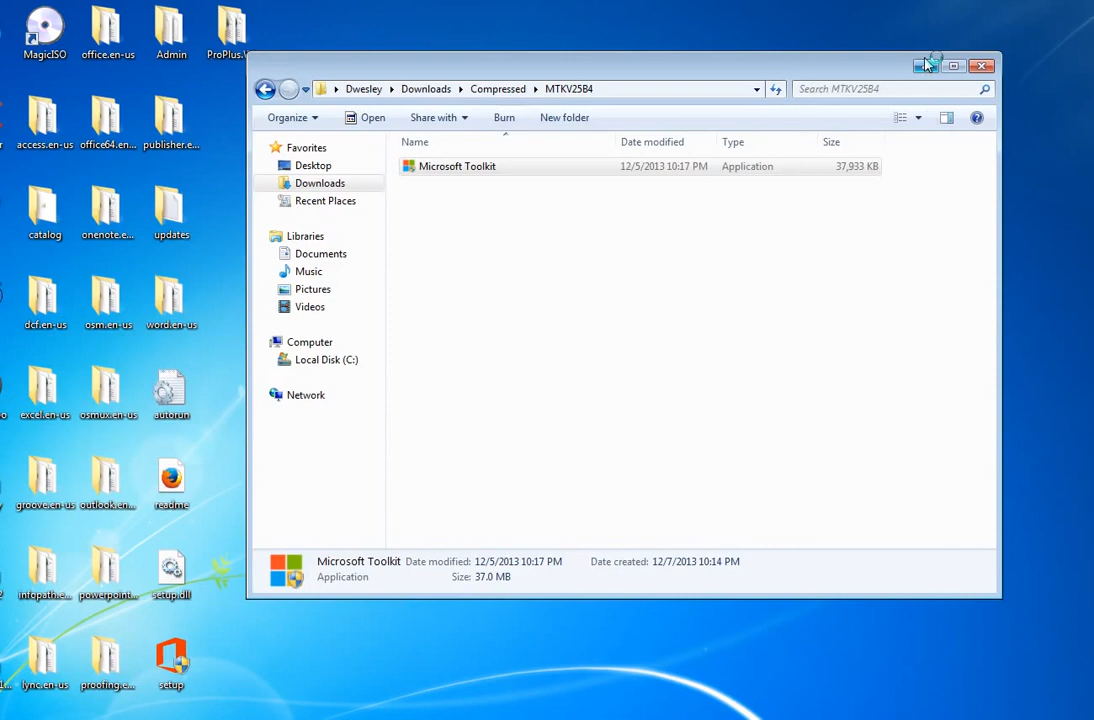 MagicISO office.en-us Admin ProPlus.
Dwesley Downloads Compressed MTKV25B4 Search MTKV25B4
Organize Open Share with Burn New folder
Name Date modified Type Size
Favorites
Microsoft Toolkit 12/5/2013 10:17 PM Application 37,933 KB
Desktop
Downloads
Recent Places
Libraries
Documents
Music
Pictures
Videos
Computer
Local Disk (C:)
Network
access.en-us office64.en... publisher.e...
catalog onenote.e... updates
dcf.en-us osm.en-us word.en-us
excel.en-us osmux.en-us autorun
groove.en-us outlook.en... readme
infopath.e... powerpoint... setup.dll
lync.en-us proofing.e... setup
Microsoft Toolkit Date modified: 12/5/2013 10:17 PM Date created: 12/7/2013 10:14 PM
Application Size: 37.0 MB